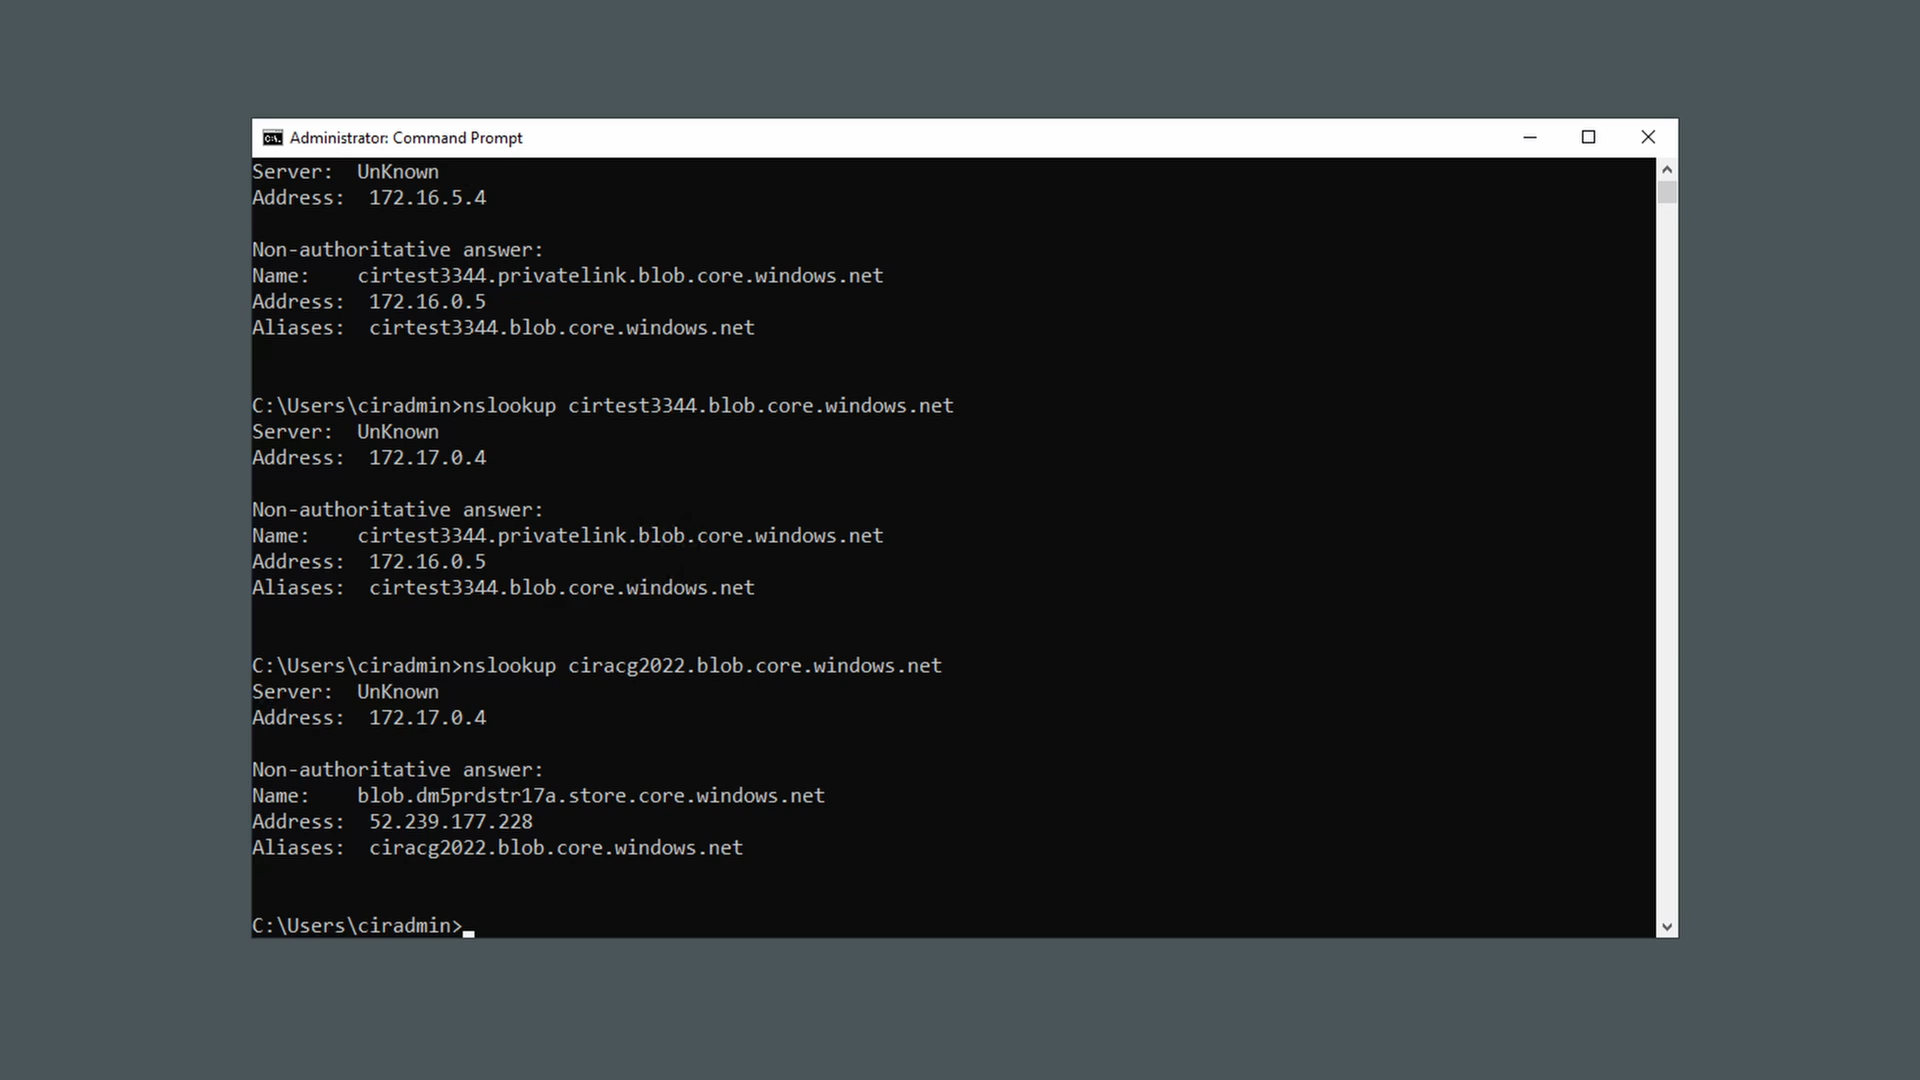 Administrator: Command Prompt
Server:  UnKnown
Address:  172.16.5.4
Non-authoritative answer:
Name:    cirtest3344.privatelink.blob.core.windows.net
Address:  172.16.0.5
Aliases:  cirtest3344.blob.core.windows.net
C:\Users\ciradmin>nslookup cirtest3344.blob.core.windows.net
Server:  UnKnown
Address:  172.17.0.4
Non-authoritative answer:
Name:    cirtest3344.privatelink.blob.core.windows.net
Address:  172.16.0.5
Aliases:  cirtest3344.blob.core.windows.net
C:\Users\ciradmin>nslookup ciracg2022.blob.core.windows.net
Server:  UnKnown
Address:  172.17.0.4
Non-authoritative answer:
Name:    blob.dm5prdstr17a.store.core.windows.net
Address:  52.239.177.228
Aliases:  ciracg2022.blob.core.windows.net
C:\Users\ciradmin>